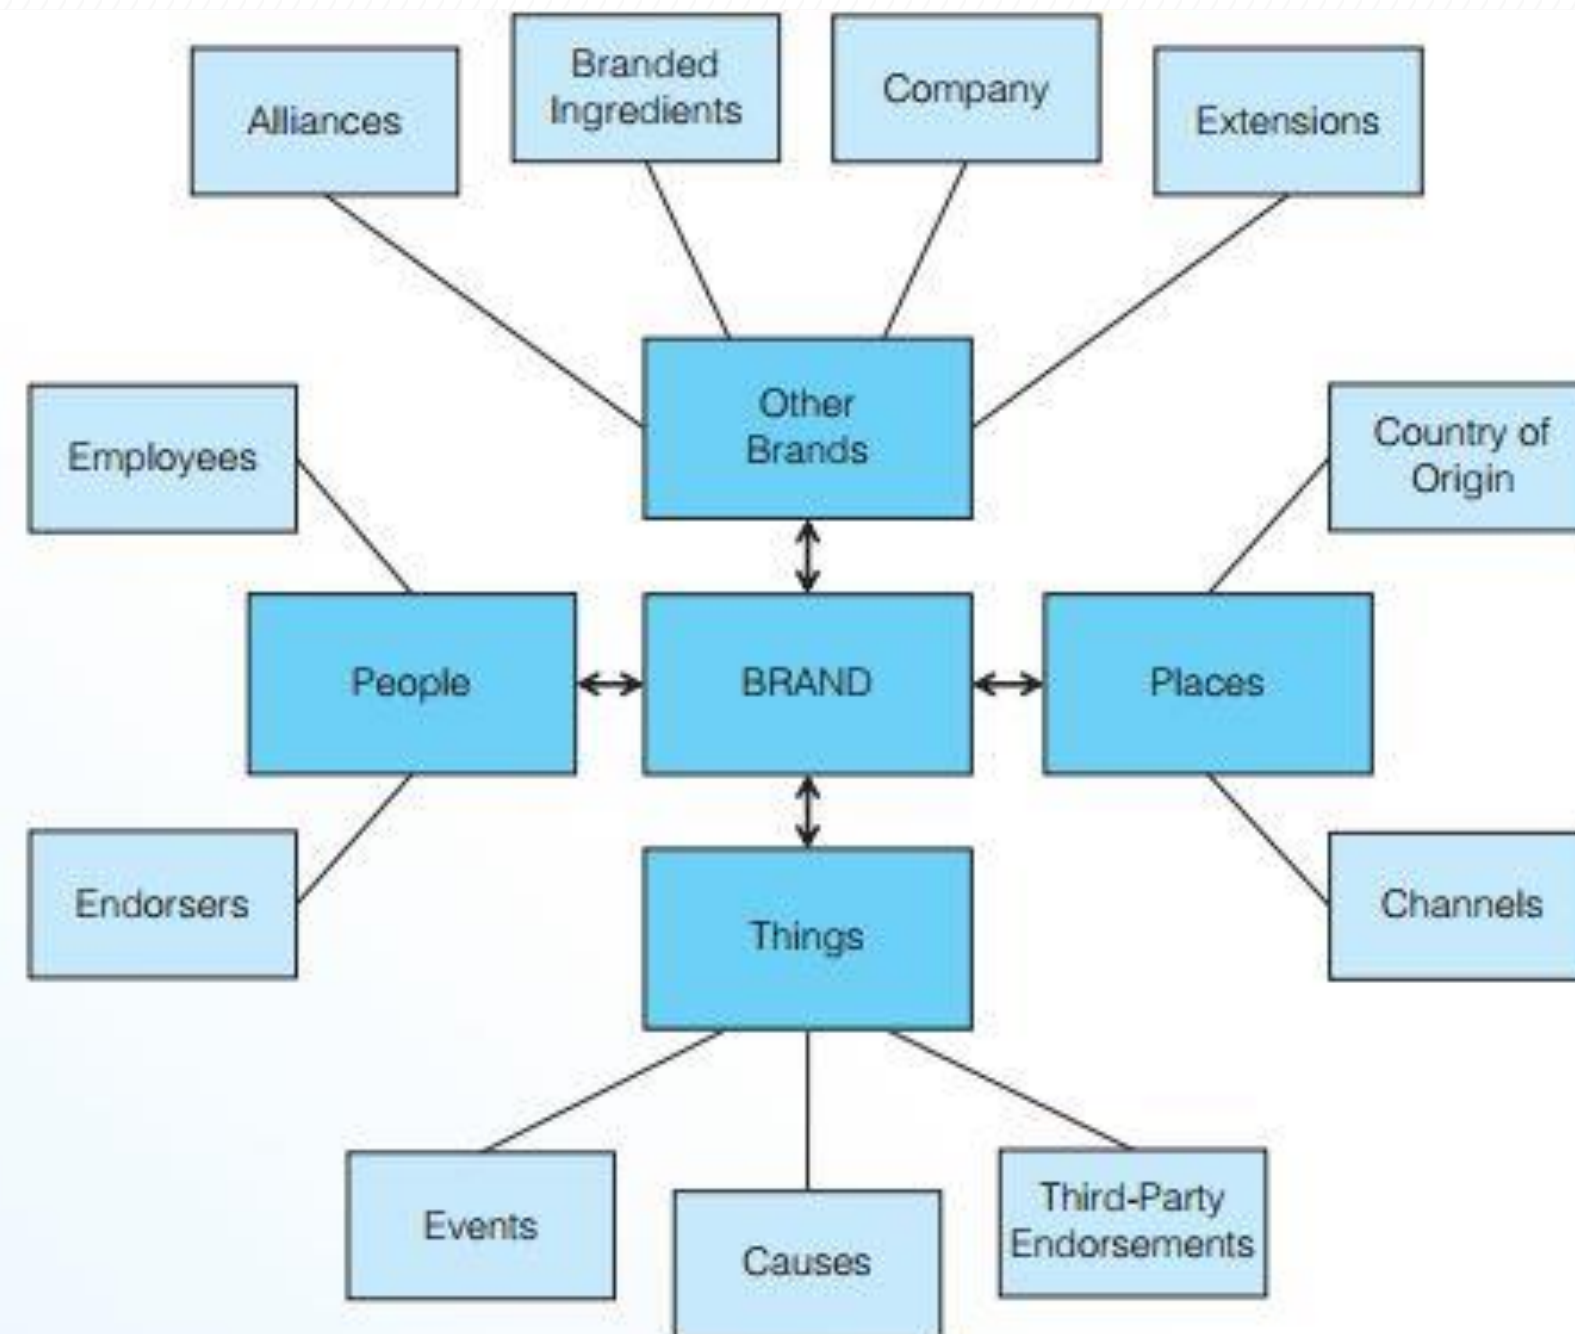 Alliances
Branded
Ingredients
Company
Extensions
Other
Brands
Employees
Country of
Origin
People
BRAND
Places
Endorsers
Things
Channels
Events
Causes
Third-Party
Endorsements